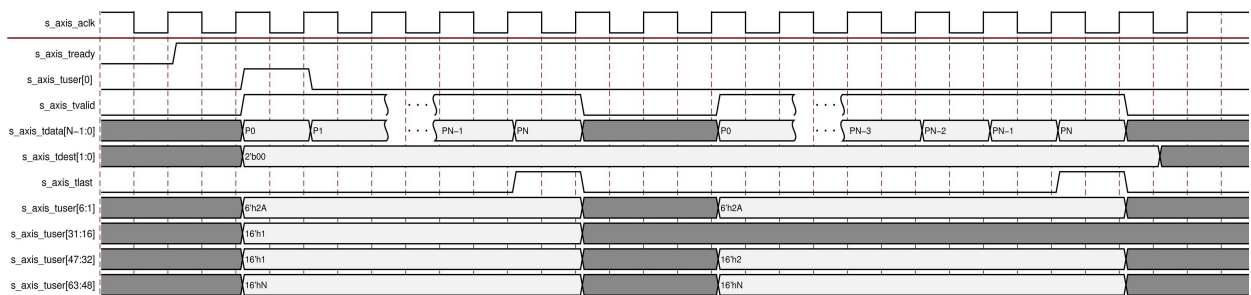 s_axis_aclk
s_axis_tready
s_axis_tuser[0]
s_axis_tvalid
s_axis_tdata[N-1:0] P0 P1 · · · PN-1 PN P0 · · · PN-3 PN-2 PN-1 PN
s_axis_tdest[1:0] 2'b00
s_axis_tlast
s_axis_tuser[6:1] 6'h2A 6'h2A
s_axis_tuser[31:16] 16'h1
s_axis_tuser[47:32] 16'h1 16'h2
s_axis_tuser[63:48] 16'hN 16'hN